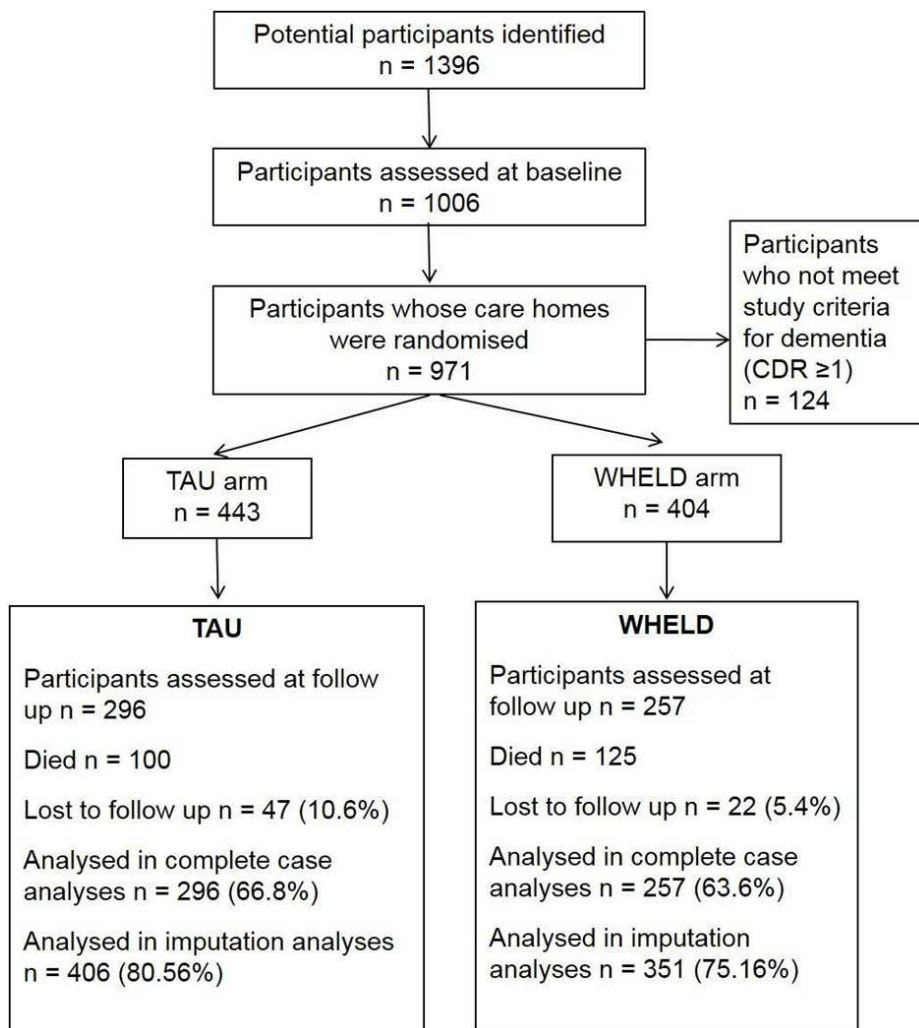 Potential participants identified
n = 1396
Participants assessed at baseline
n = 1006
Participants
who not meet
study criteria
for dementia
(CDR ≥1)
n = 124
Participants whose care homes
were randomised
n = 971
TAU arm
n = 443
WHELD arm
n = 404
TAU
Participants assessed at follow
up n = 296
Died n = 100
Lost to follow up n = 47 (10.6%)
Analysed in complete case
analyses n = 296 (66.8%)
Analysed in imputation analyses
n = 406 (80.56%)
WHELD
Participants assessed at
follow up n = 257
Died n = 125
Lost to follow up n = 22 (5.4%)
Analysed in complete case
analyses n = 257 (63.6%)
Analysed in imputation
analyses n = 351 (75.16%)